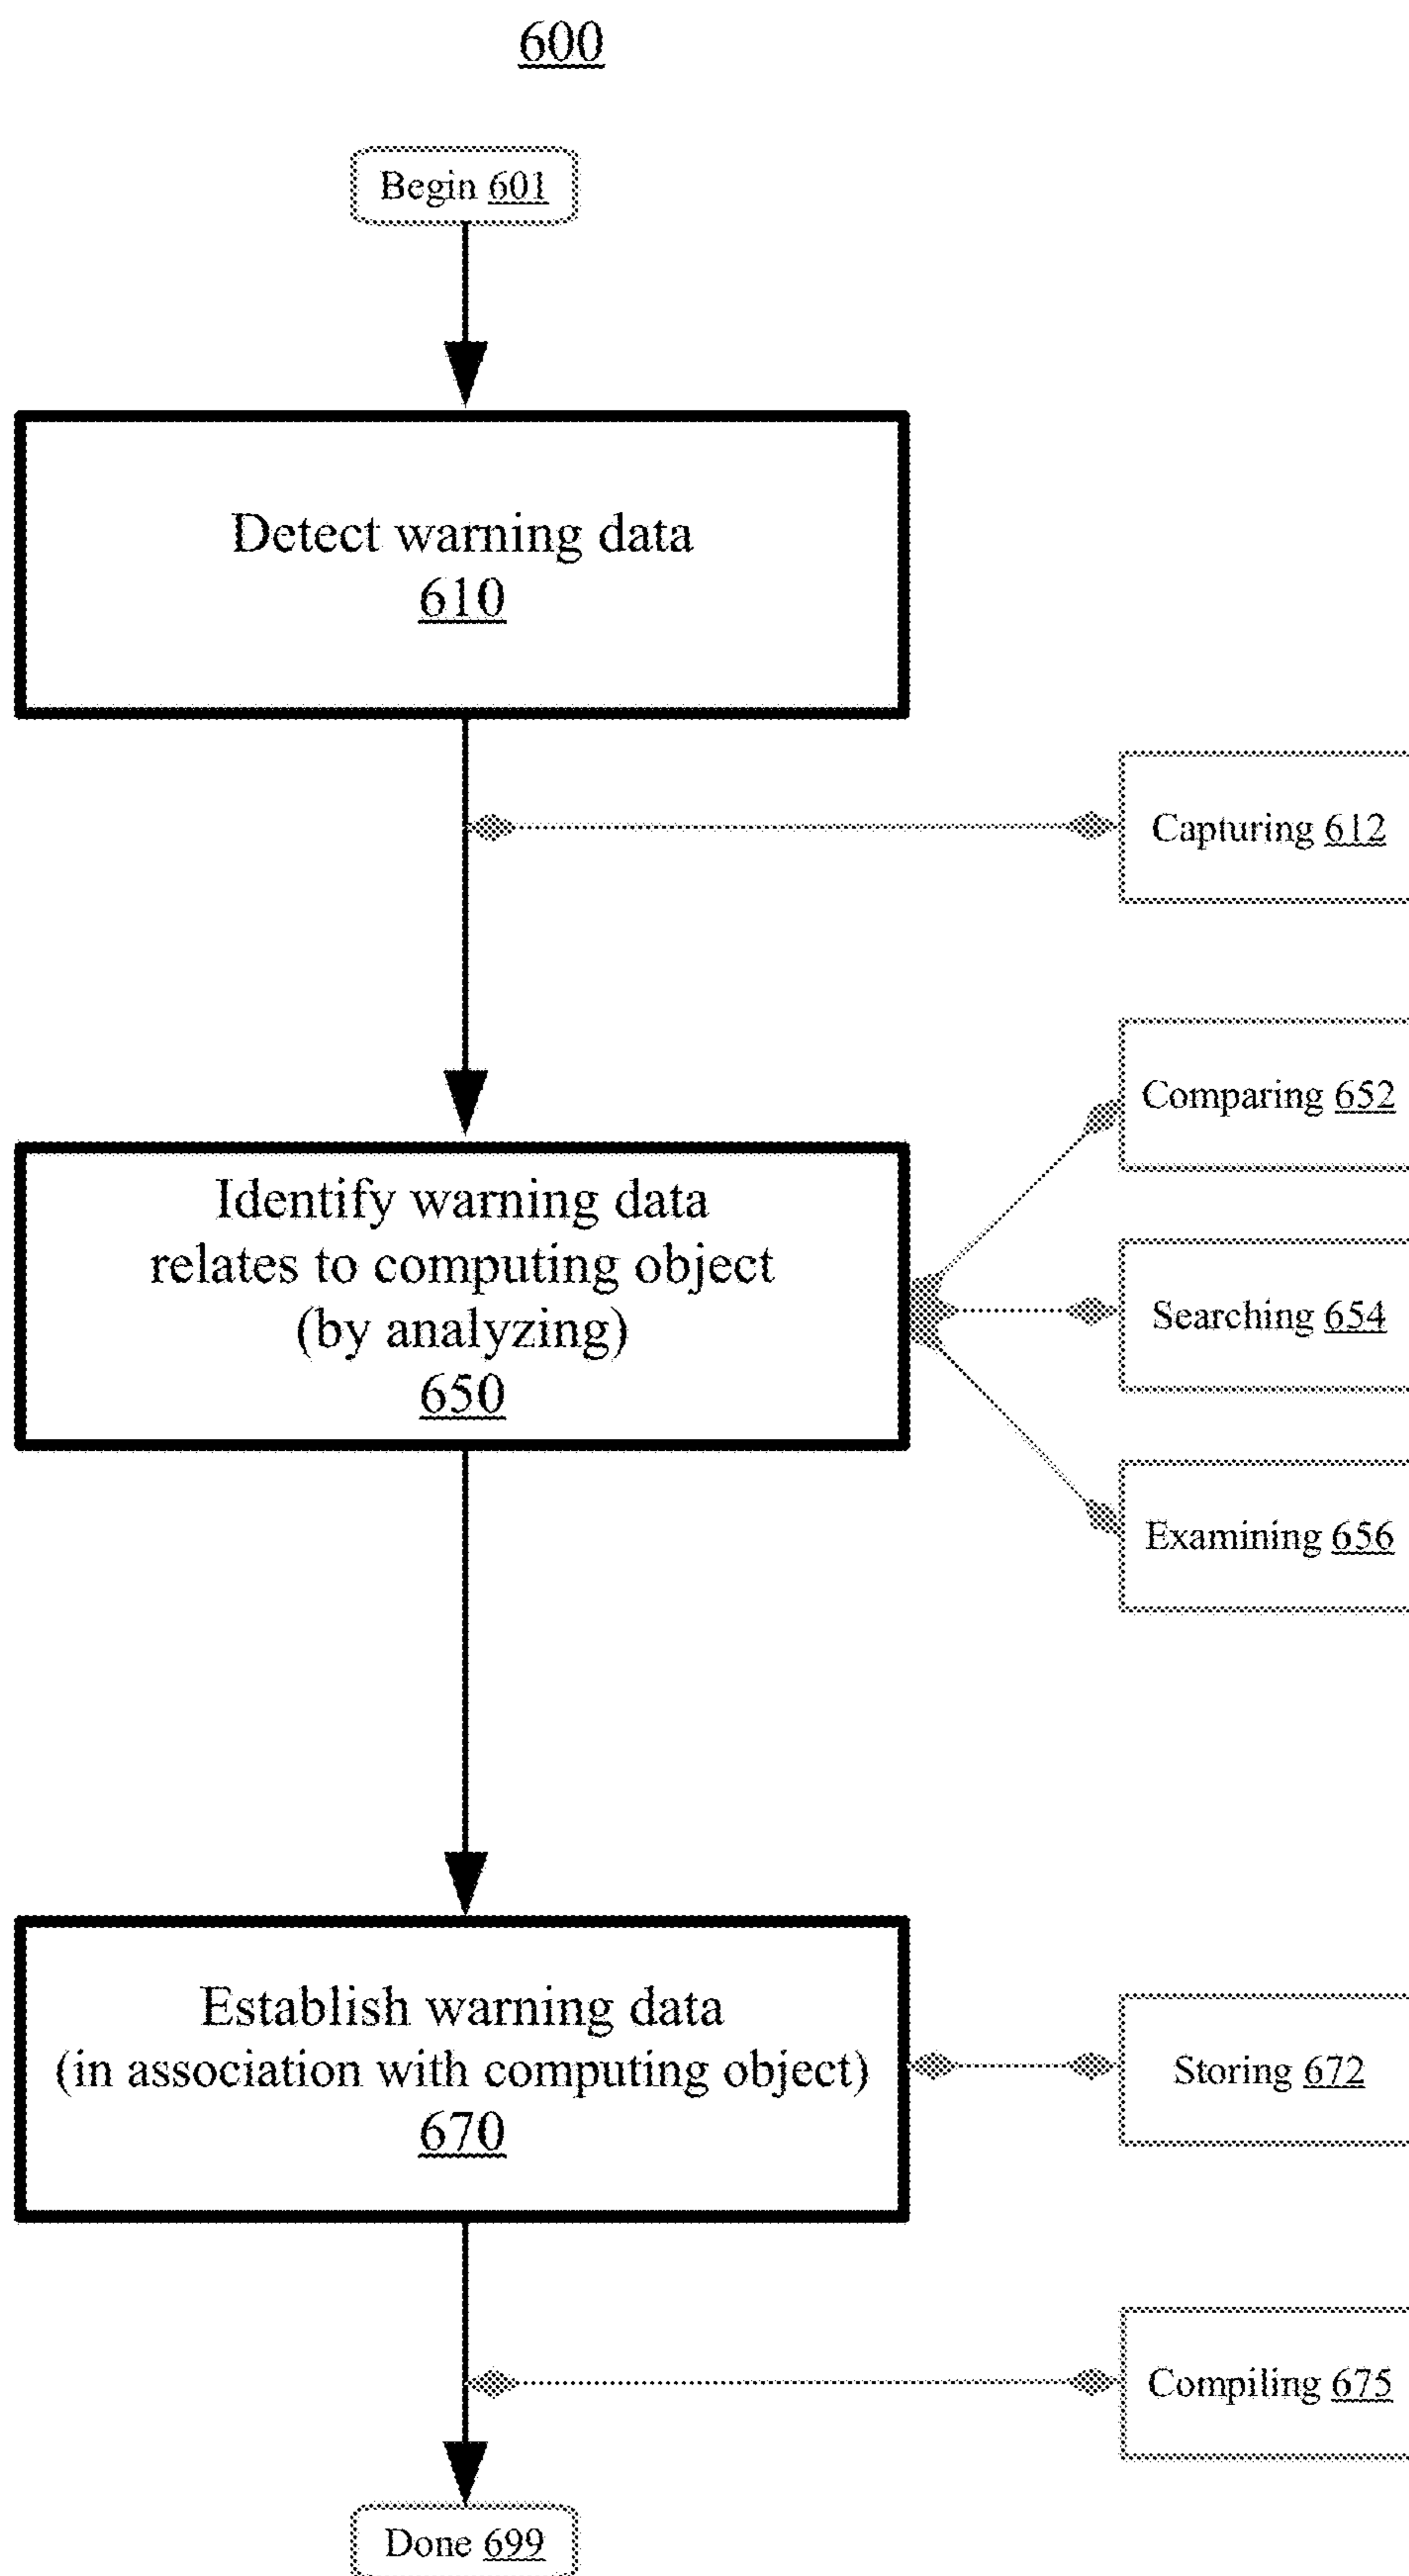 600
Begin 601
Detect warning data
610
Capturing 612
Comparing 652
Identify warning data
relates to computing object
(by analyzing)
650
Searching 654
Examining 656
Establish warning data
(in association with computing object)
670
Storing 672
Compiling 675
Done 699